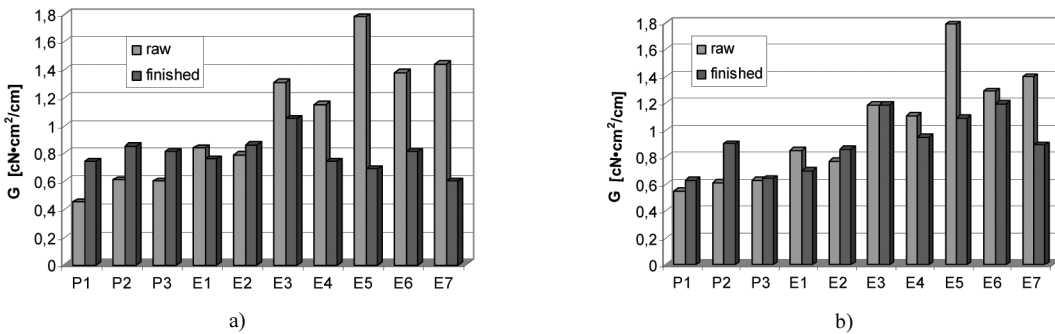 1,8
1,6
1,4
1,2
1
0,8
0,6
0,4
0,2
0
G [cN•cm²/cm]
raw
finished
P1 P2 P3 E1 E2 E3 E4 E5 E6 E7
a)
1,8
1,6
1,4
1,2
1
0,8
0,6
0,4
0,2
0
G [cN•cm²/cm]
raw
finished
P1 P2 P3 E1 E2 E3 E4 E5 E6 E7
b)